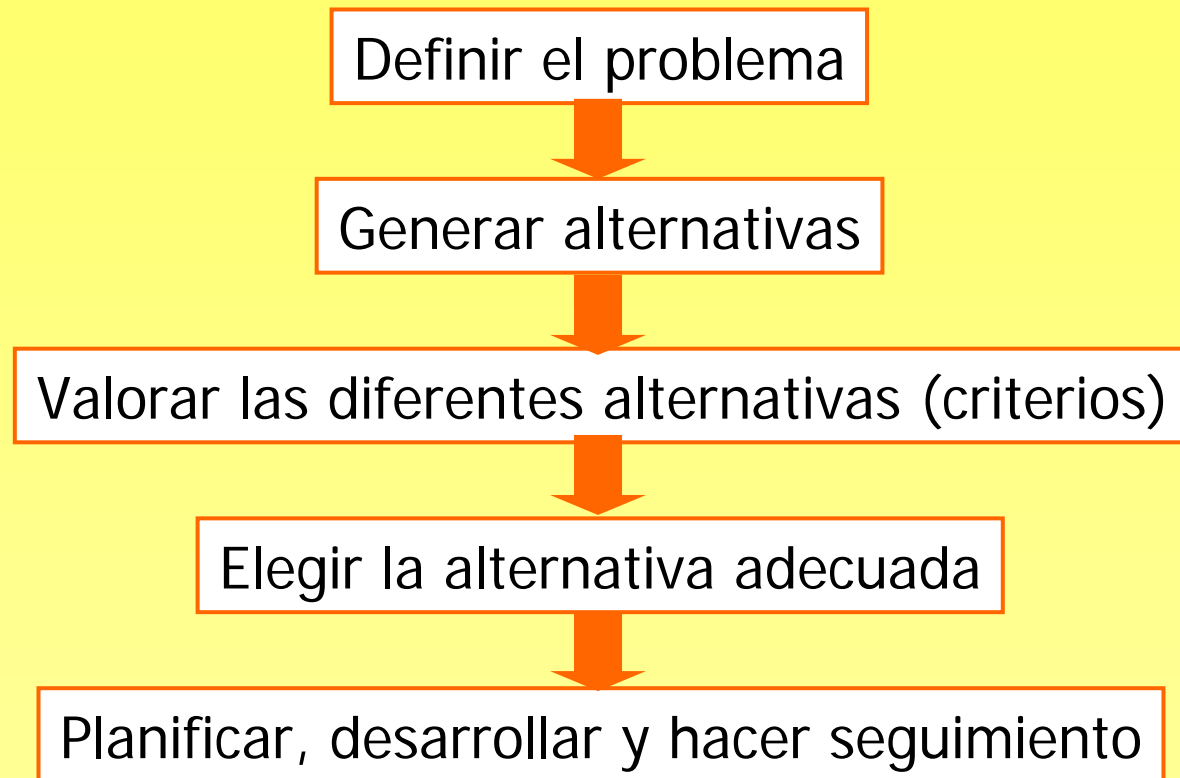 Definir el problema
Generar alternativas
Valorar las diferentes alternativas (criterios)
Elegir la alternativa adecuada
Planificar, desarrollar y hacer seguimiento